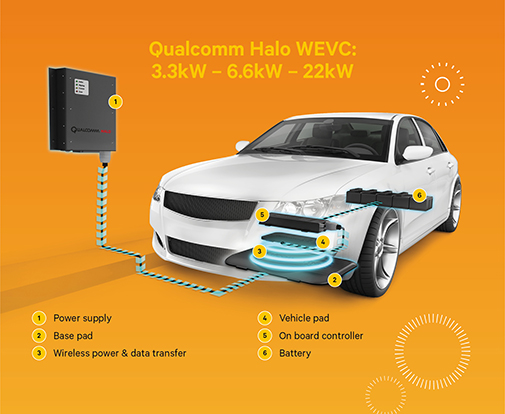 Qualcomm Halo WEVC:
3.3kW – 6.6kW – 22kW
1
Qualcomm
6
5
4
3
2
1 Power supply
2 Base pad
3 Wireless power & data transfer
4 Vehicle pad
5 On board controller
6 Battery